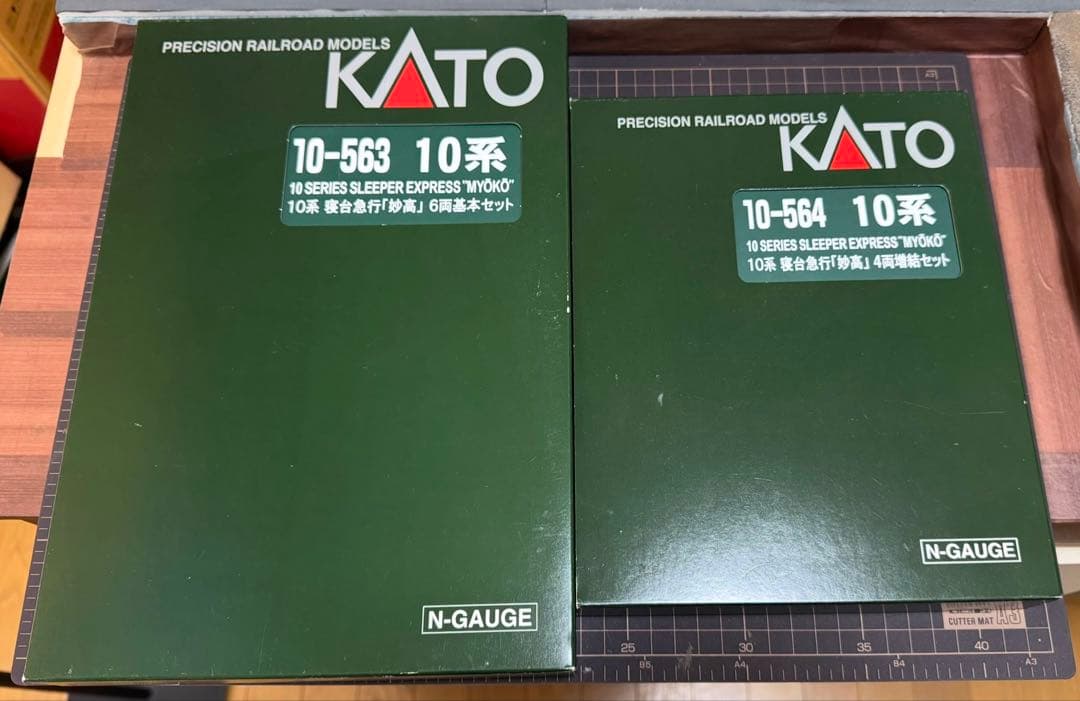 PRECISION RAILROAD MODELS
KATO
10-563 10系
10 SERIES SLEEPER EXPRESS "MYŌKŌ"
10系 寝台急行「妙高」 6両基本セット
N-GAUGE
PRECISION RAILROAD MODELS
KATO
10-564 10系
10 SERIES SLEEPER EXPRESS "MYŌKŌ"
10系 寝台急行「妙高」 4両増結セット
N-GAUGE
CUTTER MAT A3
25 30 35 40
B5 A4 B4 A3